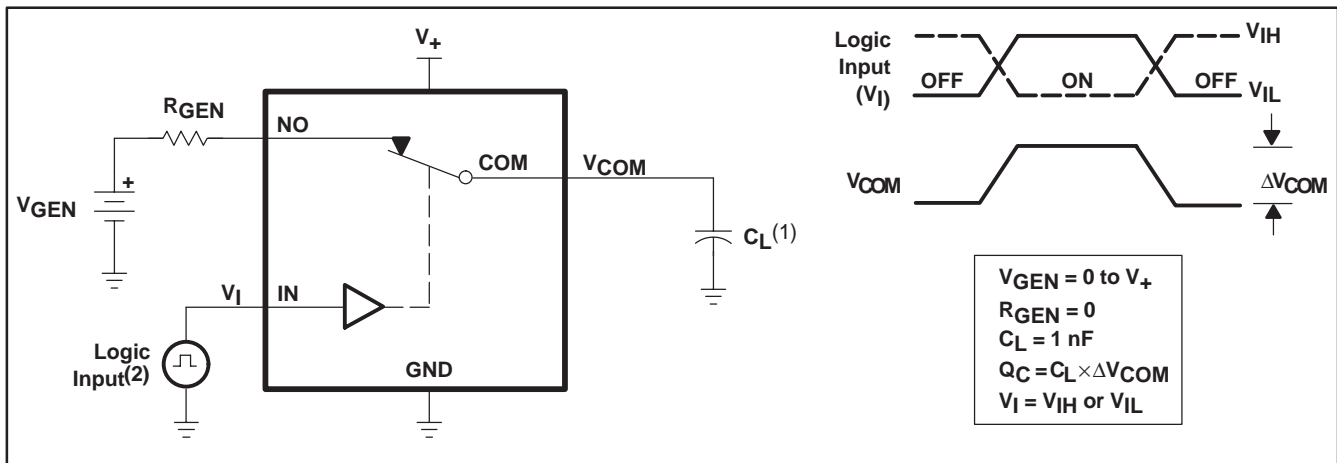 V+
RGEN
NO
COM
VCOM
+
VGEN
CL(1)
VI
IN
Logic
Input(2)
GND
Logic
Input
(VI)
OFF
ON
OFF
VIH
VIL
VCOM
ΔVCOM
VGEN = 0 to V+
RGEN = 0
CL = 1 nF
QC = CL × ΔVCOM
VI = VIH or VIL